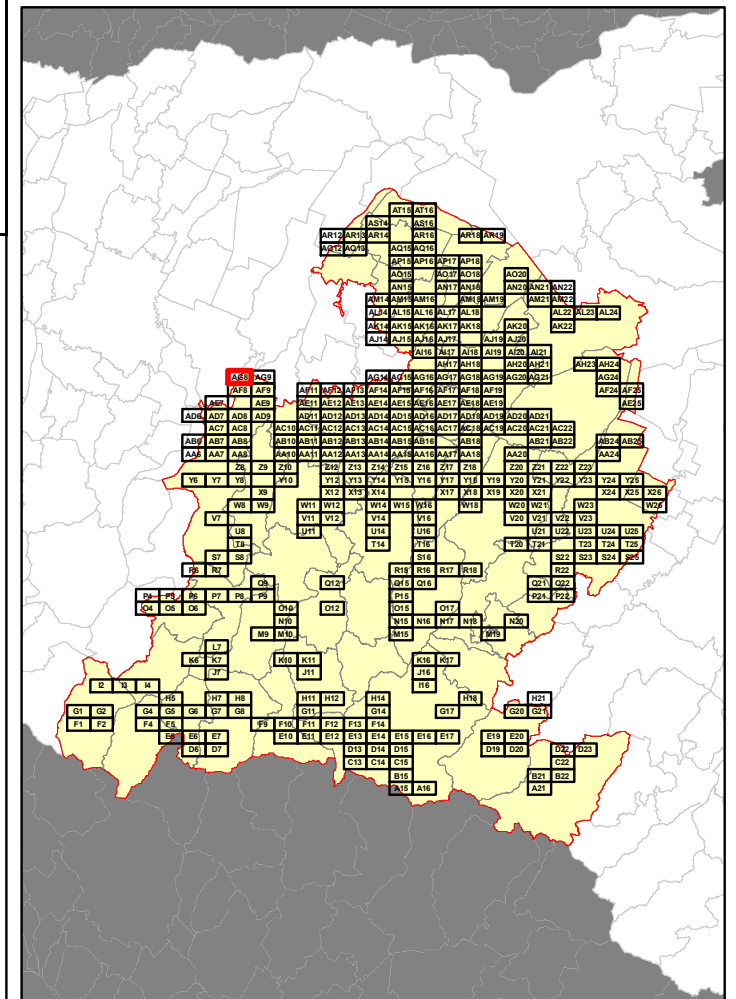 AT15 AT16
AS14 AS16
AR12 AR13 AR14 AR16 AR18 AR19
AQ12 AQ13 AQ15 AQ16
AP15 AP16 AP17 AP18
AO15 AO17 AO18 AO20
AN15 AN17 AN18 AN20 AN21 AN22
AM14 AM15 AM16 AM18 AM19 AM21 AM22
AL14 AL15 AL16 AL17 AL18 AL22 AL23 AL24
AK14 AK15 AK16 AK17 AK18 AK20 AK22
AJ14 AJ15 AJ16 AJ17 AJ19 AJ20
AI16 AI17 AI18 AI19 AI20 AI21
AH17 AH18 AH20 AH21 AH23 AH24
AG8 AG9 AG14 AG15 AG16 AG17 AG18 AG19 AG20 AG21 AG24
AF8 AF9 AF11 AF12 AF13 AF14 AF15 AF16 AF17 AF18 AF19 AF24 AF25
AE7 AE9 AE11 AE12 AE13 AE14 AE15 AE16 AE17 AE18 AE19 AE25
AD6 AD7 AD8 AD9 AD11 AD12 AD13 AD14 AD15 AD16 AD17 AD18 AD19 AD20 AD21
AC7 AC8 AC10 AC11 AC12 AC13 AC14 AC15 AC16 AC17 AC18 AC19 AC20 AC21 AC22
AB6 AB7 AB8 AB10 AB11 AB12 AB13 AB14 AB15 AB16 AB18 AB21 AB22 AB24 AB25
AA6 AA7 AA8 AA10 AA11 AA12 AA13 AA14 AA15 AA16 AA17 AA18 AA20 AA24
Z8 Z9 Z10 Z12 Z13 Z14 Z15 Z16 Z17 Z18 Z20 Z21 Z22 Z23
Y6 Y7 Y8 Y10 Y12 Y13 Y14 Y15 Y16 Y17 Y18 Y19 Y20 Y21 Y22 Y23 Y24 Y25
X9 X12 X13 X14 X17 X18 X19 X20 X21 X24 X25 X26
W8 W9 W11 W12 W14 W15 W16 W18 W20 W21 W23 W26
V7 V11 V12 V14 V16 V20 V21 V22 V23
U8 U11 U14 U16 U21 U22 U23 U24 U25
T8 T14 T16 T20 T21 T23 T24 T25
S7 S8 S16 S22 S23 S24 S25
R6 R7 R15 R16 R17 R18 R22
Q9 Q12 Q15 Q16 Q21 Q22
P4 P5 P6 P7 P8 P9 P15 P21 P22
O4 O5 O6 O10 O12 O15 O17
N10 N15 N16 N17 N18 N20
M9 M10 M15 M19
L7
K6 K7 K10 K11 K16 K17
J7 J11 J16
I2 I3 I4 I16
H5 H7 H8 H11 H12 H14 H18 H21
G1 G2 G4 G5 G6 G7 G8 G11 G14 G17 G20 G21
F1 F2 F4 F5 F9 F10 F11 F12 F13 F14
E5 E6 E7 E10 E11 E12 E13 E14 E15 E16 E17 E19 E20
D6 D7 D13 D14 D15 D19 D20 D22 D23
C13 C14 C15 C22
B15 B21 B22
A15 A16 A21